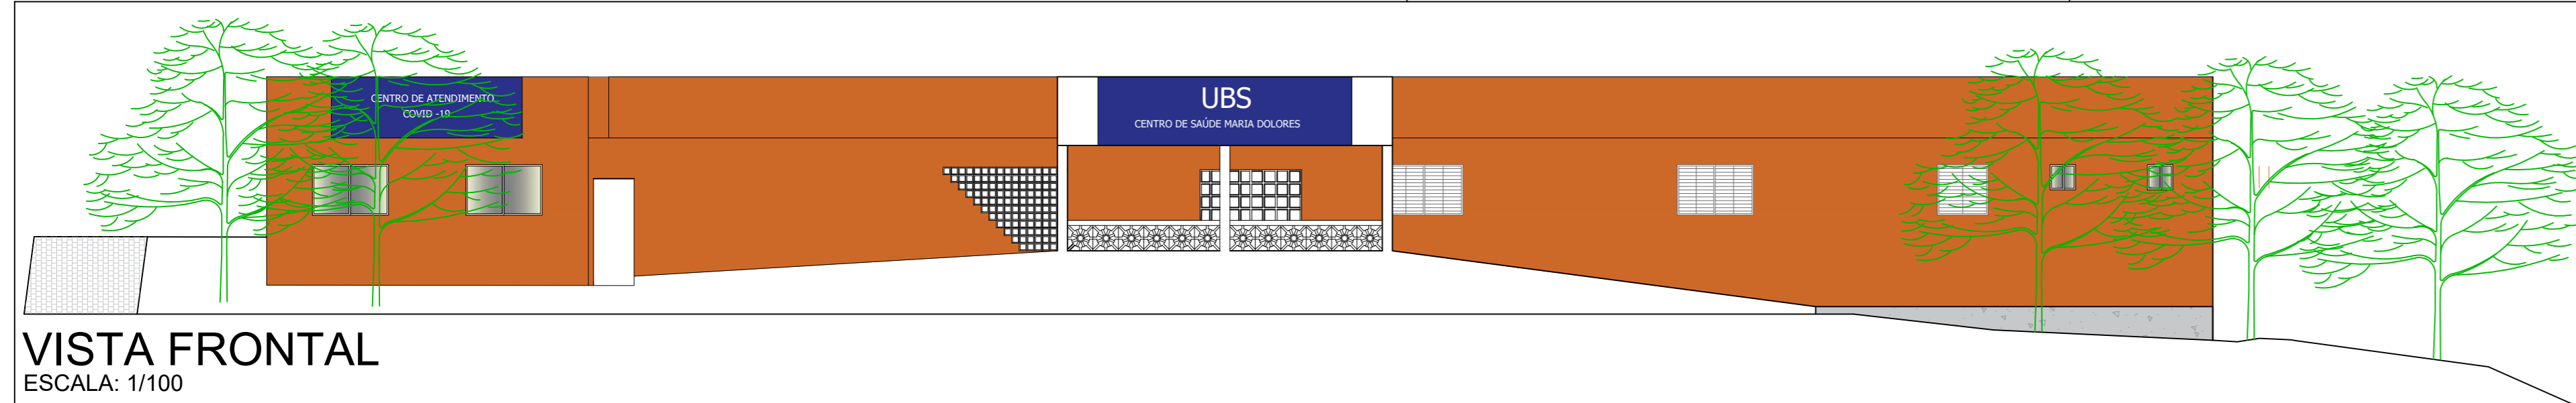 CENTRO DE ATENDIMENTO
COVID -19
UBS
CENTRO DE SAÚDE MARIA DOLORES
VISTA FRONTAL
ESCALA: 1/100